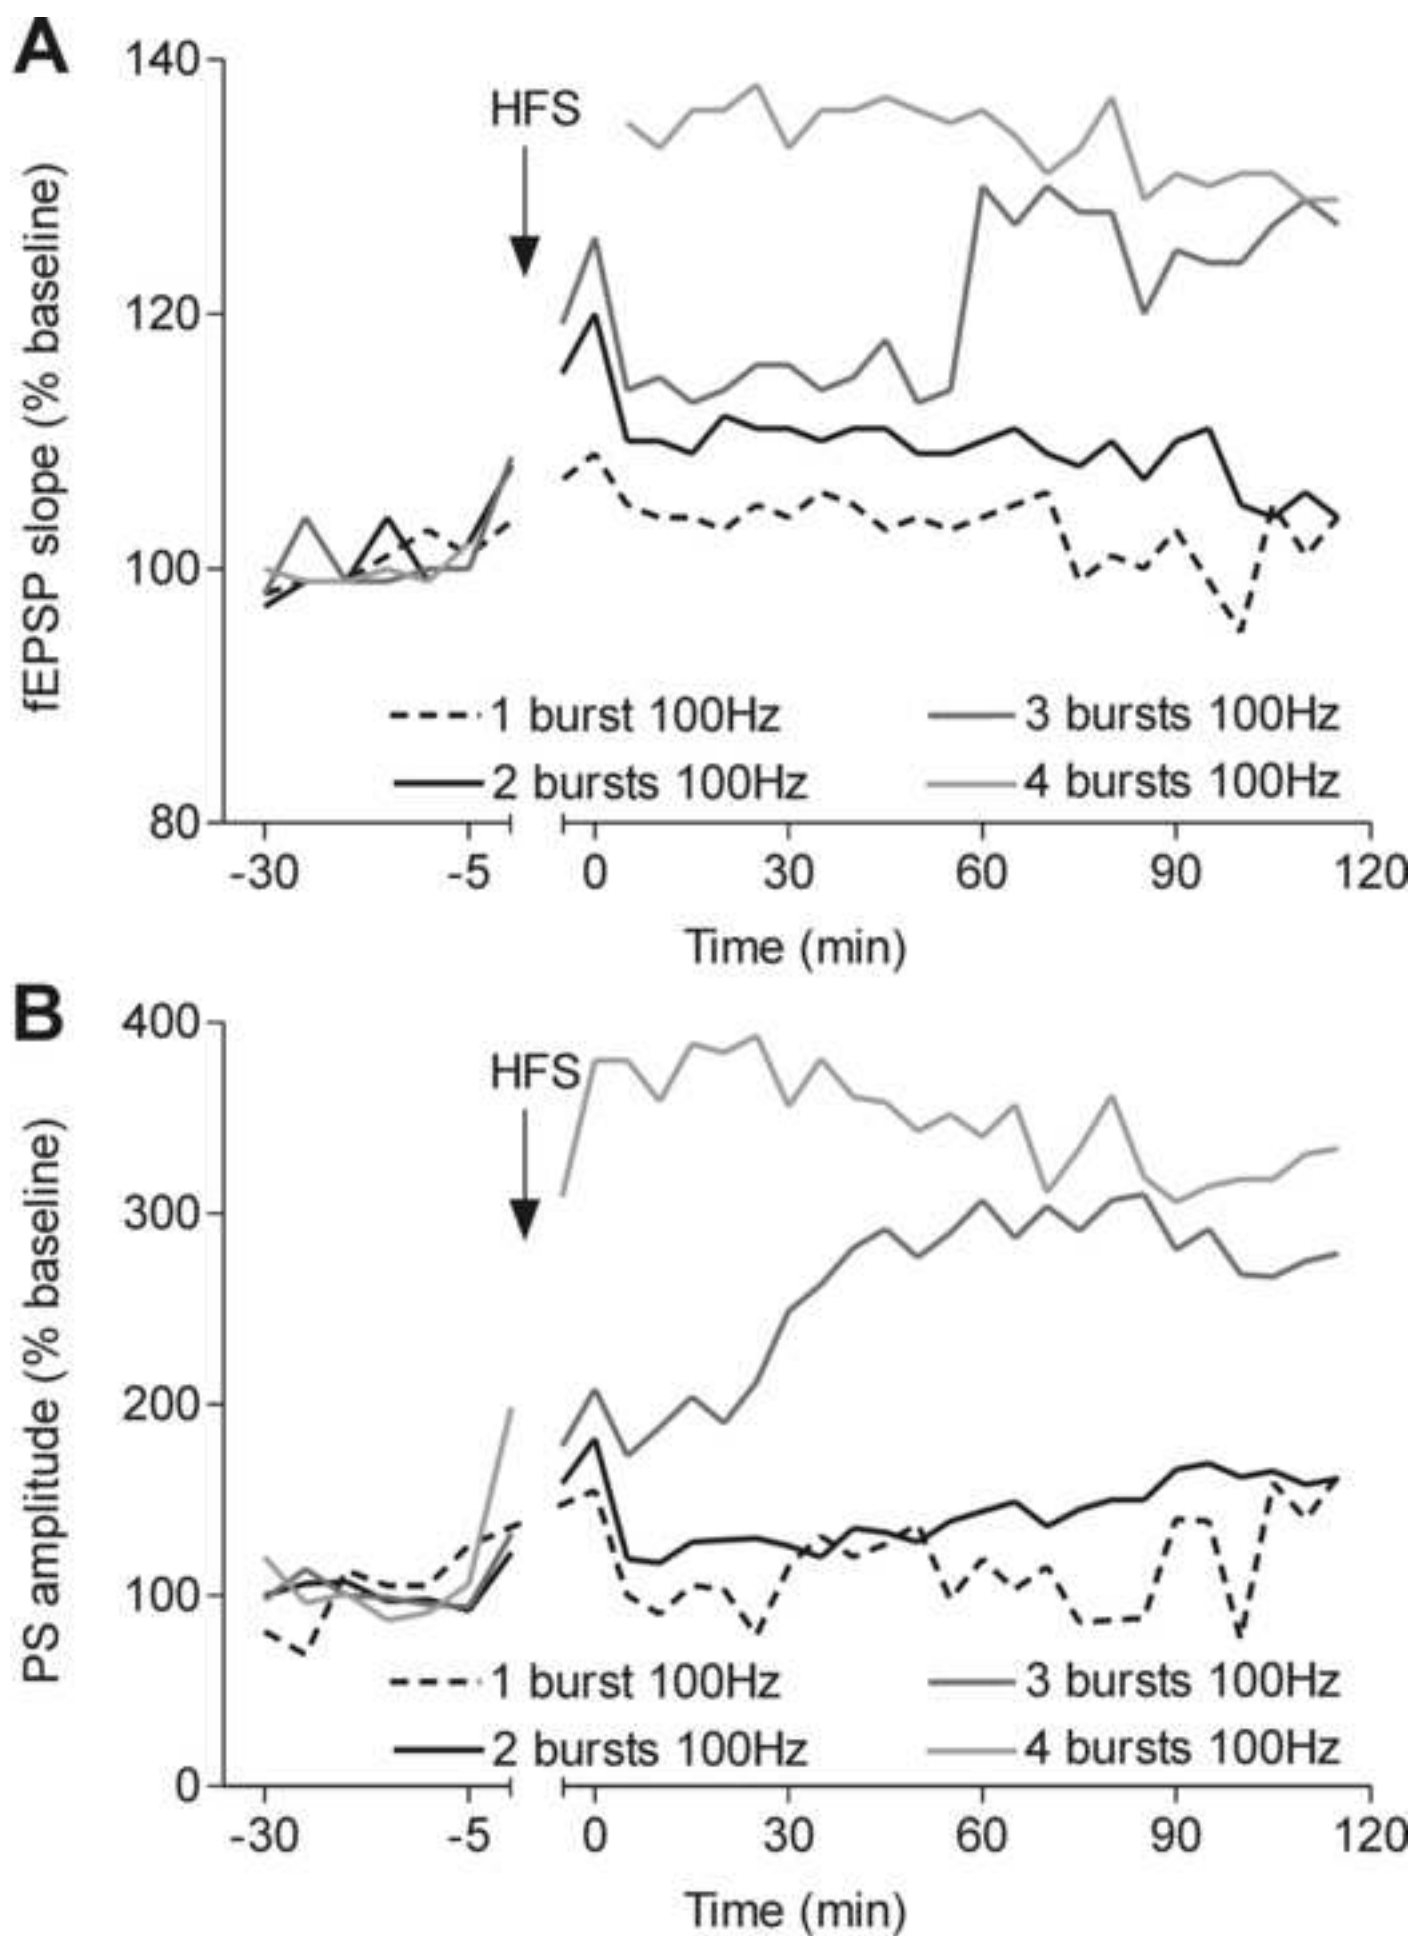 A
140
HFS
120
fEPSP slope (% baseline)
100
1 burst 100Hz
3 bursts 100Hz
2 bursts 100Hz
4 bursts 100Hz
80
-30
-5
0
30
60
90
120
Time (min)
B
400
HFS
300
PS amplitude (% baseline)
200
100
1 burst 100Hz
3 bursts 100Hz
2 bursts 100Hz
4 bursts 100Hz
0
-30
-5
0
30
60
90
120
Time (min)